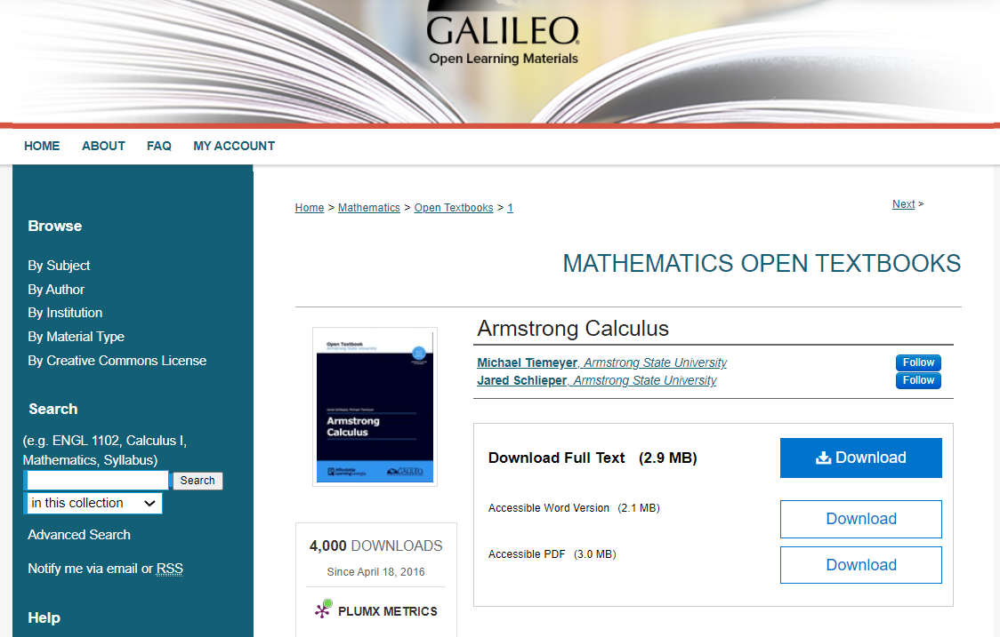 GALILEO
Open Learning Materials
HOME ABOUT FAQ MY ACCOUNT
Browse
By Subject
By Author
By Institution
By Material Type
By Creative Commons License
Search
(e.g. ENGL 1102, Calculus I,
Mathematics, Syllabus)
Search
in this collection
Advanced Search
Notify me via email or RSS
Help
Home > Mathematics > Open Textbooks > 1
Next >
MATHEMATICS OPEN TEXTBOOKS
Open Textbook
Armstrong State University
Armstrong
Calculus
Affordable
Learning Georgia
GALILEO
4,000 DOWNLOADS
Since April 18, 2016
PLUMX METRICS
Armstrong Calculus
Michael Tiemeyer, Armstrong State University
Follow
Jared Schlieper, Armstrong State University
Follow
Download Full Text (2.9 MB)
Download
Accessible Word Version (2.1 MB)
Download
Accessible PDF (3.0 MB)
Download